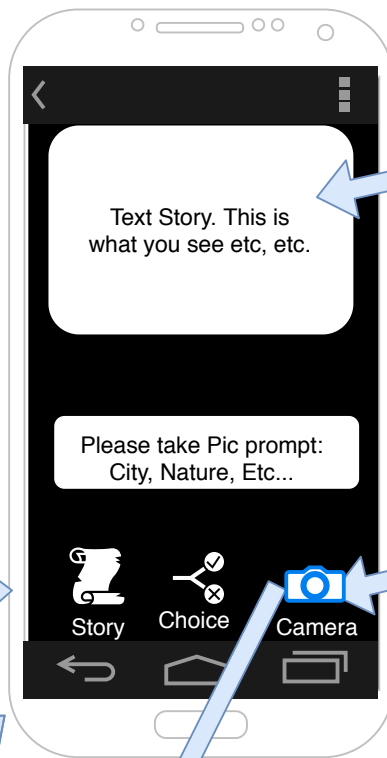 Text Story. This is
what you see etc, etc.
Please take Pic prompt:
City, Nature, Etc...
Story
Choice
Camera